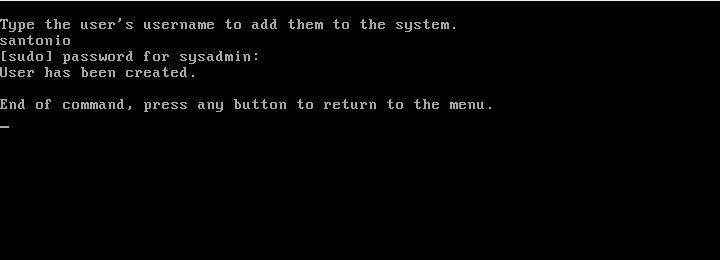 Type the user's username to add them to the system.
santonio
[sudo] password for sysadmin:
User has been created.
End of command, press any button to return to the menu.